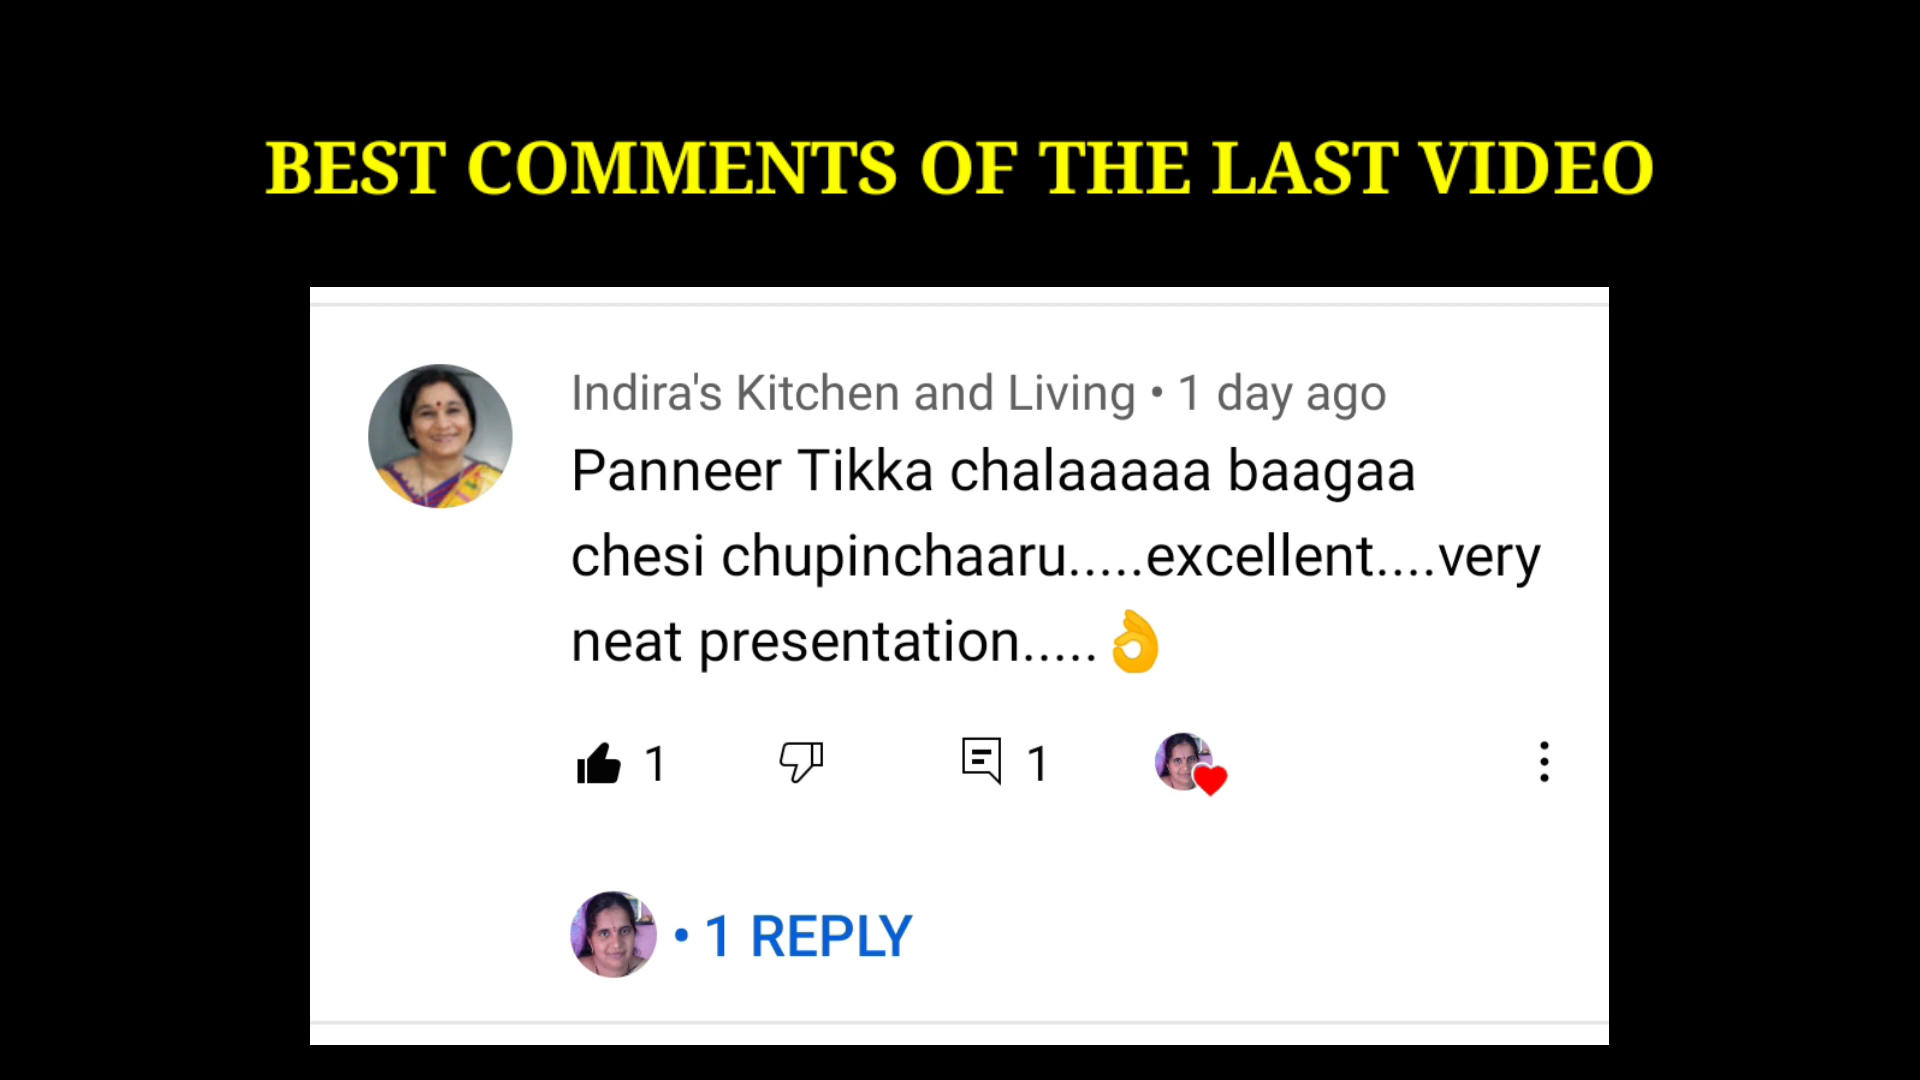 BEST COMMENTS OF THE LAST VIDEO
Indira's Kitchen and Living • 1 day ago
Panneer Tikka chalaaaaa baagaa
chesi chupinchaaru.....excellent....very
neat presentation.....👌
1 1
• 1 REPLY